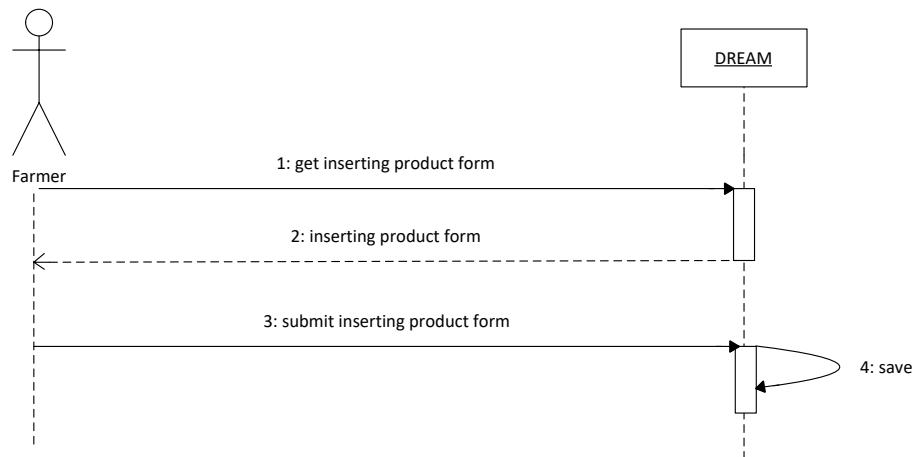 DREAM
Farmer
1: get inserting product form
2: inserting product form
3: submit inserting product form
4: save